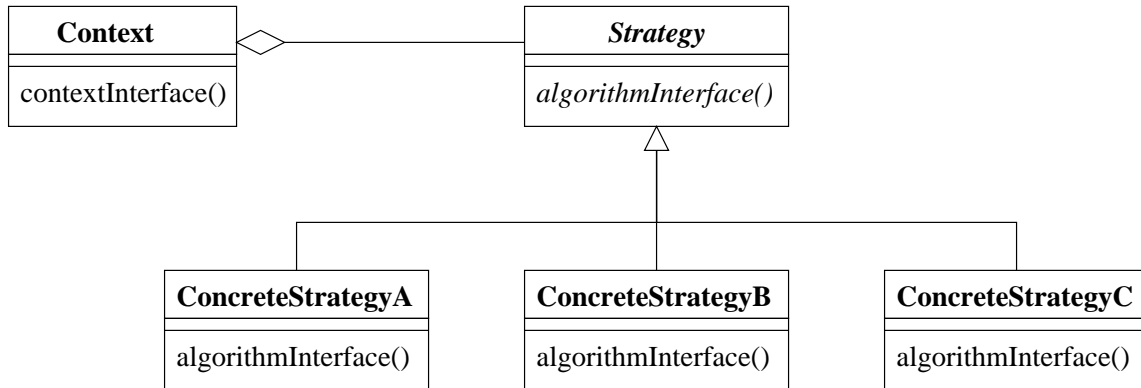 Context
contextInterface()
Strategy
algorithmInterface()
ConcreteStrategyA
algorithmInterface()
ConcreteStrategyB
algorithmInterface()
ConcreteStrategyC
algorithmInterface()